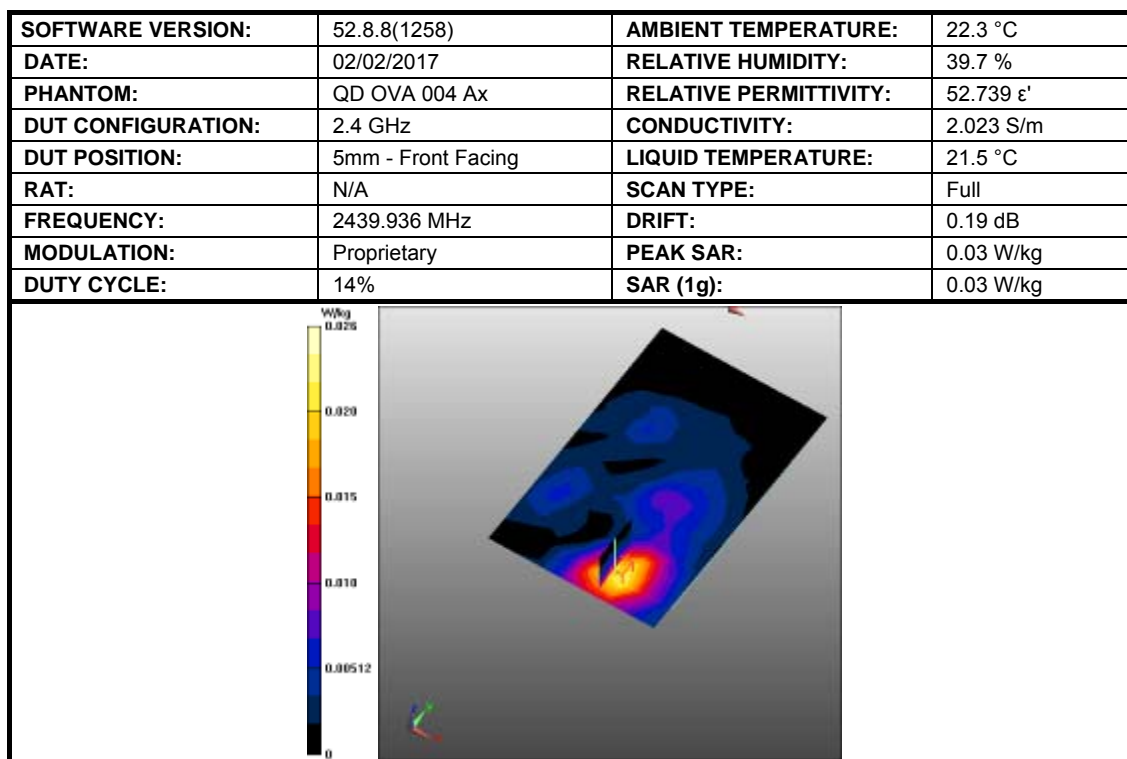 SOFTWARE VERSION: 52.8.8(1258) AMBIENT TEMPERATURE: 22.3 °C
DATE: 02/02/2017 RELATIVE HUMIDITY: 39.7 %
PHANTOM: QD OVA 004 Ax RELATIVE PERMITTIVITY: 52.739 ε'
DUT CONFIGURATION: 2.4 GHz CONDUCTIVITY: 2.023 S/m
DUT POSITION: 5mm - Front Facing LIQUID TEMPERATURE: 21.5 °C
RAT: N/A SCAN TYPE: Full
FREQUENCY: 2439.936 MHz DRIFT: 0.19 dB
MODULATION: Proprietary PEAK SAR: 0.03 W/kg
DUTY CYCLE: 14% SAR (1g): 0.03 W/kg
W/kg
0.026
0.020
0.015
0.010
0.00512
0